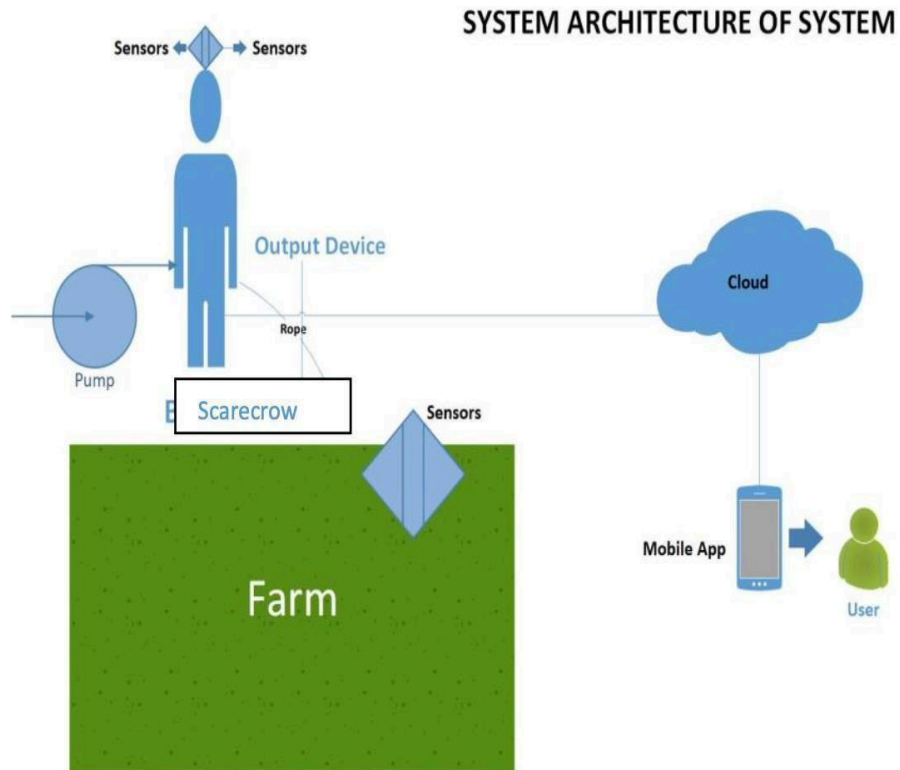 SYSTEM ARCHITECTURE OF SYSTEM
Sensors Sensors
Output Device
Cloud
Rope
Pump
Scarecrow
Sensors
Mobile App
Farm
User